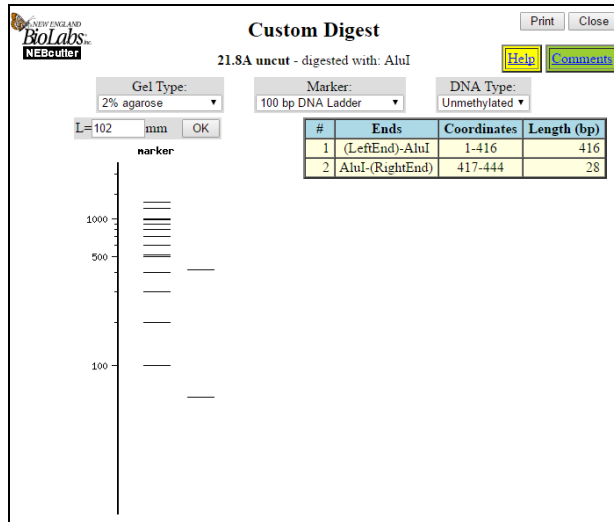 NEW ENGLAND
BioLabs Inc.
NEBcutter
Custom Digest
Print
Close
21.8A uncut - digested with: AluI
Help
Comments
Gel Type:
2% agarose
Marker:
100 bp DNA Ladder
DNA Type:
Unmethylated
L= 102 mm OK
# Ends Coordinates Length (bp)
1 (LeftEnd)-AluI 1-416 416
2 AluI-(RightEnd) 417-444 28
marker
1000
500
100